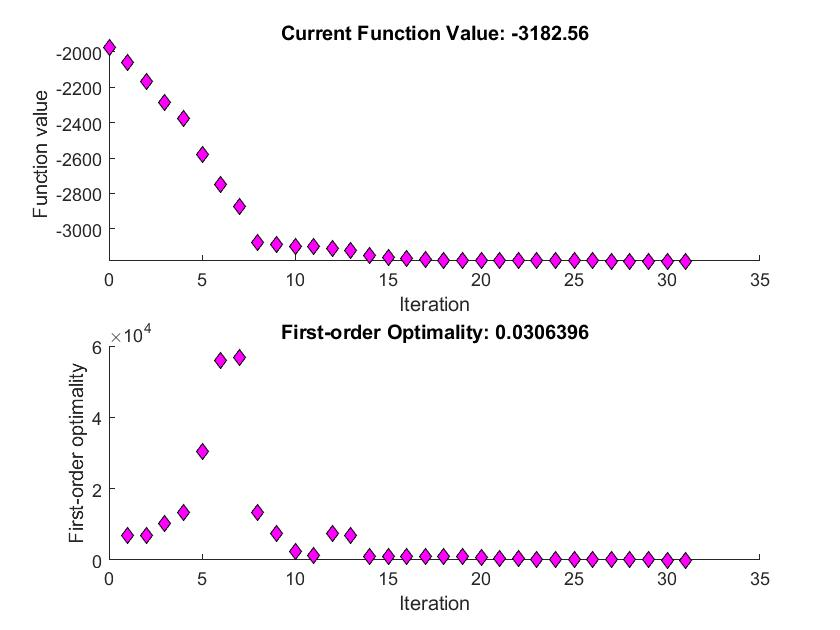 Current Function Value: -3182.56
-2000
-2200
-2400
-2600
-2800
-3000
Function value
0 5 10 15 20 25 30 35
Iteration
First-order Optimality: 0.0306396
×10^4
6
4
2
0
First-order optimality
0 5 10 15 20 25 30 35
Iteration